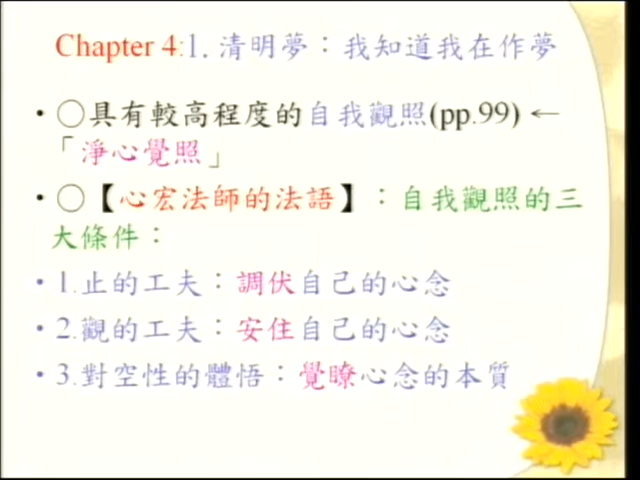 Chapter 4:1. 清明夢：我知道我在作夢
•〇具有較高程度的自我觀照(pp.99) ←
「淨心覺照」
•〇【心宏法師的法語】：自我觀照的三
大條件：
• 1.止的工夫：調伏自己的心念
• 2.觀的工夫：安住自己的心念
• 3.對空性的體悟：覺瞭心念的本質